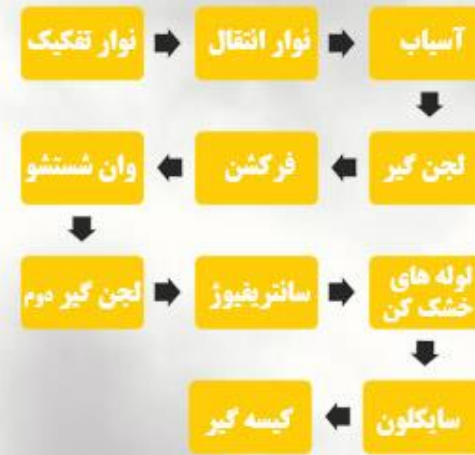 نوار تفکیک
نوار انتقال
آسیاب
لجن گیر
فرکشن
وان شستشو
لجن گیر دوم
سانتریفیوژ
لوله های
خشک کن
سایکلون
کیسه گیر